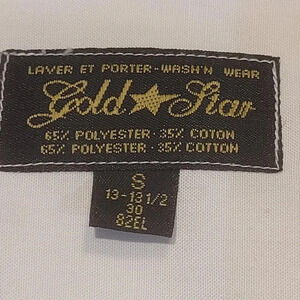 LAVER ET PORTER-WASH'N WEAR
Gold Star
65% POLYESTER · 35% COTON
65% POLYESTER · 35% COTTON
S
13-13 1/2
30
82EL